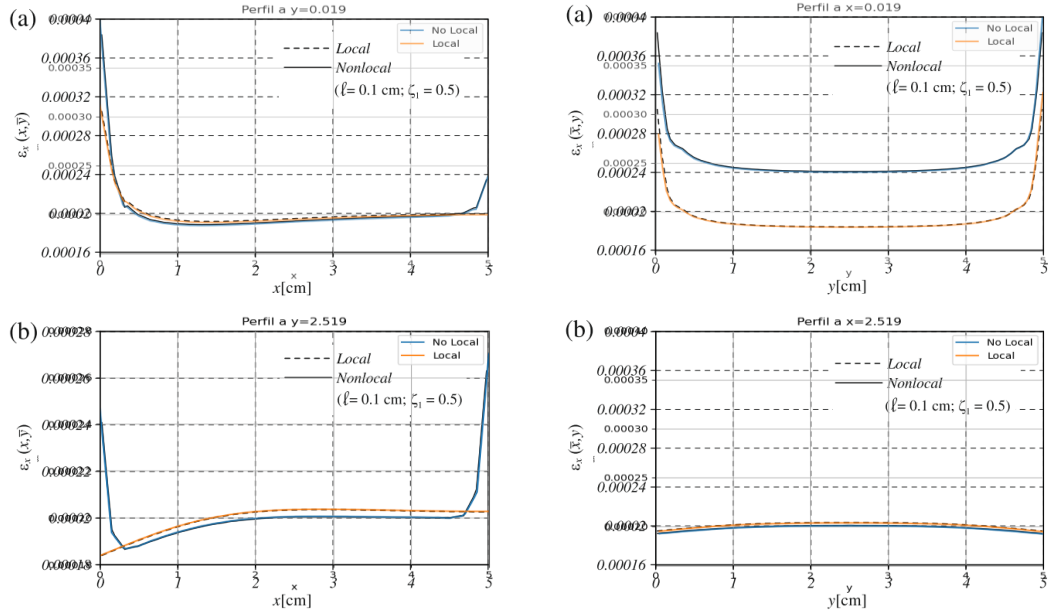 (a)
Perfil a y=0.019
No Local
Local
Local
Nonlocal
(ℓ= 0.1 cm; ζ₁ = 0.5)
0.0004
0.00036
0.00035
0.00032
0.00030
0.00028
0.00025
0.00024
0.0002
0.00016
εx (x,ȳ)
0 1 2 3 4 5
x
x[cm]
(a)
Perfil a x=0.019
No Local
Local
Local
Nonlocal
(ℓ= 0.1 cm; ζ₁ = 0.5)
0.0004
0.00036
0.00035
0.00032
0.00030
0.00028
0.00025
0.00024
0.0002
0.00016
εx (x̄,y)
0 1 2 3 4 5
y
y[cm]
(b)
Perfil a y=2.519
No Local
Local
Local
Nonlocal
(ℓ= 0.1 cm; ζ₁ = 0.5)
0.00028
0.00026
0.00024
0.00022
0.0002
0.00018
εx (x,ȳ)
0 1 2 3 4 5
x
x[cm]
(b)
Perfil a x=2.519
No Local
Local
Local
Nonlocal
(ℓ= 0.1 cm; ζ₁ = 0.5)
0.0004
0.00036
0.00035
0.00032
0.00030
0.00028
0.00025
0.00024
0.0002
0.00016
εx (x̄,y)
0 1 2 3 4 5
y
y[cm]